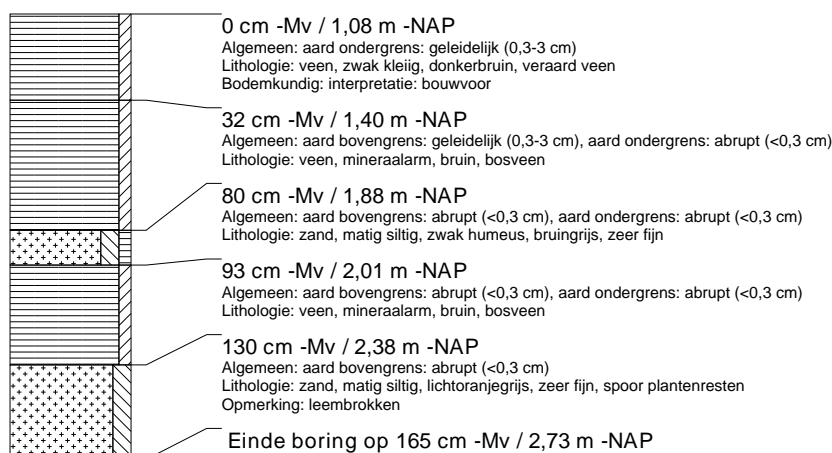 0 cm -Mv / 1,08 m -NAP
Algemeen: aard ondergrens: geleidelijk (0,3-3 cm)
Lithologie: veen, zwak kleiig, donkerbruin, veraard veen
Bodemkundig: interpretatie: bouwvoor
32 cm -Mv / 1,40 m -NAP
Algemeen: aard bovengrens: geleidelijk (0,3-3 cm), aard ondergrens: abrupt (<0,3 cm)
Lithologie: veen, mineraalarm, bruin, bosveen
80 cm -Mv / 1,88 m -NAP
Algemeen: aard bovengrens: abrupt (<0,3 cm), aard ondergrens: abrupt (<0,3 cm)
Lithologie: zand, matig siltig, zwak humeus, bruingrijs, zeer fijn
93 cm -Mv / 2,01 m -NAP
Algemeen: aard bovengrens: abrupt (<0,3 cm), aard ondergrens: abrupt (<0,3 cm)
Lithologie: veen, mineraalarm, bruin, bosveen
130 cm -Mv / 2,38 m -NAP
Algemeen: aard bovengrens: abrupt (<0,3 cm)
Lithologie: zand, matig siltig, lichtoranjegrijs, zeer fijn, spoor plantenresten
Opmerking: leembrokken
Einde boring op 165 cm -Mv / 2,73 m -NAP